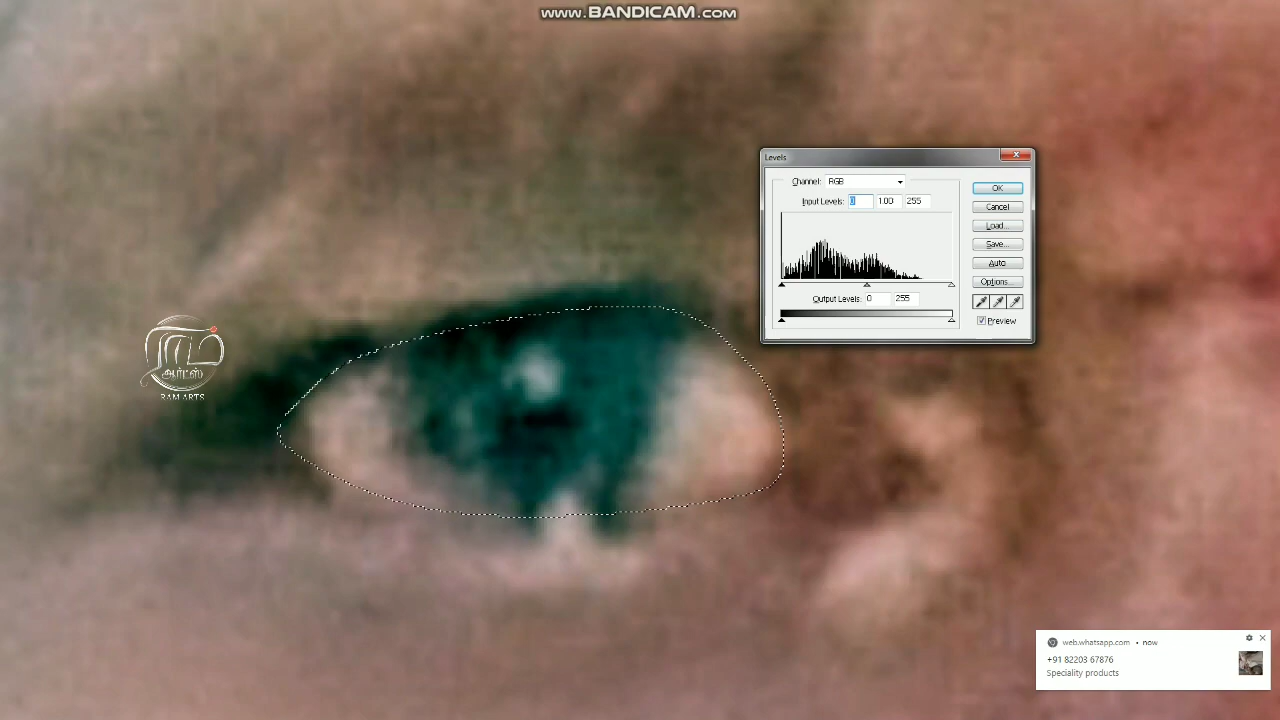 www.BANDICAM.com
Levels
Channel: RGB
Input Levels: 0 1.00 255
OK
Cancel
Load...
Save...
Auto
Options...
Output Levels: 0 255
Preview
ராம்
ஆர்ட்ஸ்
RAM ARTS
web.whatsapp.com • now
+91 82203 67876
Speciality products